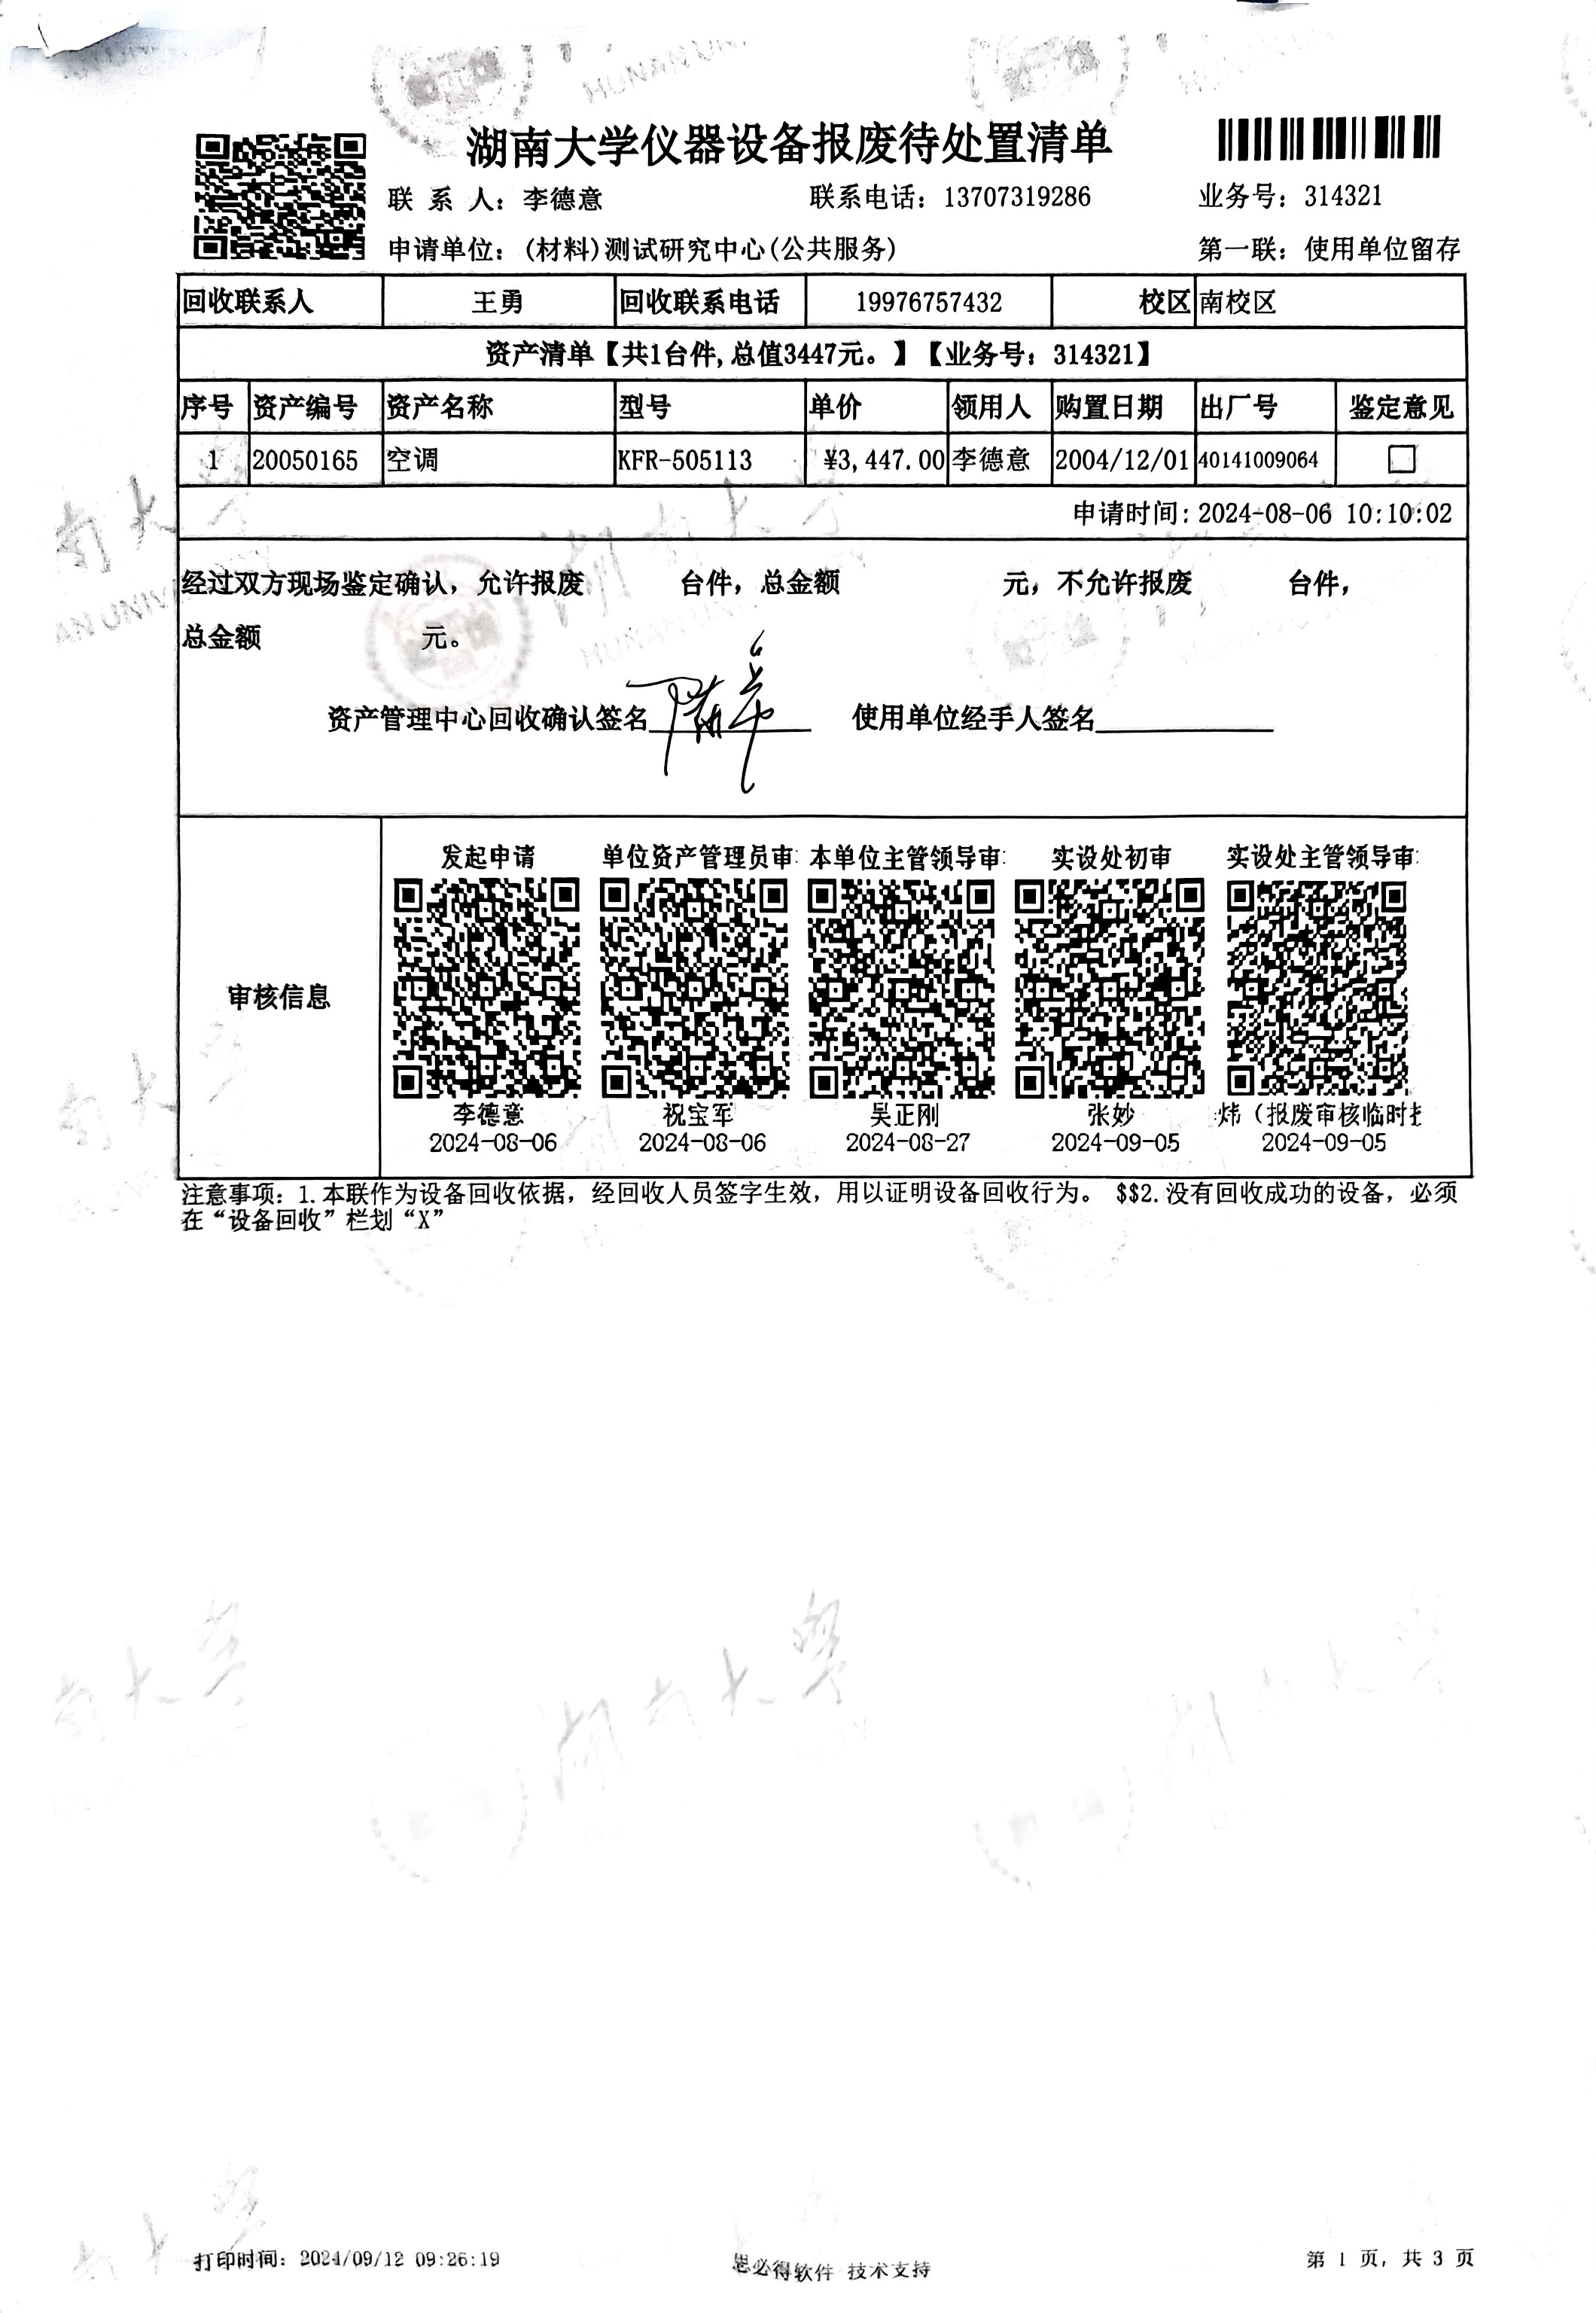 湖南大学仪器设备报废待处置清单
联 系 人：李德意 联系电话：13707319286 业务号：314321
申请单位：(材料)测试研究中心(公共服务) 第一联：使用单位留存
回收联系人 王勇 回收联系电话 19976757432 校区 南校区
资产清单【共1台件,总值3447元。】【业务号：314321】
序号 资产编号 资产名称 型号 单价 领用人 购置日期 出厂号 鉴定意见
1 20050165 空调 KFR-505113 ¥3,447.00 李德意 2004/12/01 40141009064 □
申请时间：2024-08-06 10:10:02
经过双方现场鉴定确认，允许报废 台件，总金额 元，不允许报废 台件，
总金额 元。
资产管理中心回收确认签名 使用单位经手人签名
发起申请 单位资产管理员审 本单位主管领导审 实设处初审 实设处主管领导审
审核信息
李德意 祝宝军 吴正刚 张妙 炜（报废审核临时
2024-08-06 2024-08-06 2024-08-27 2024-09-05 2024-09-05
注意事项：1.本联作为设备回收依据，经回收人员签字生效，用以证明设备回收行为。 $$2.没有回收成功的设备，必须
在“设备回收”栏划“X”
湖南大学
打印时间：2024/09/12 09:26:19 思必得软件 技术支持 第 1 页，共 3 页